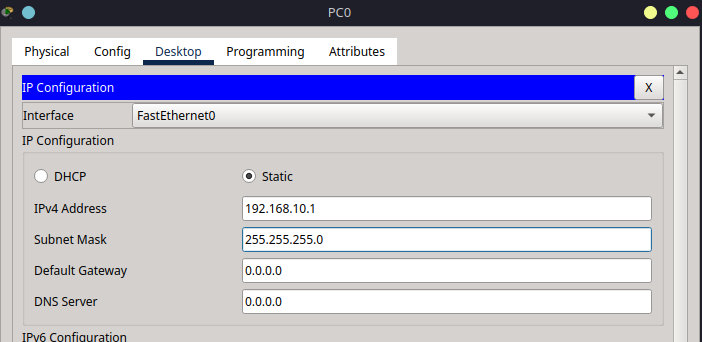 PC0
Physical Config Desktop Programming Attributes
IP Configuration X
Interface FastEthernet0
IP Configuration
DHCP Static
IPv4 Address 192.168.10.1
Subnet Mask 255.255.255.0
Default Gateway 0.0.0.0
DNS Server 0.0.0.0
IPv6 Configuration